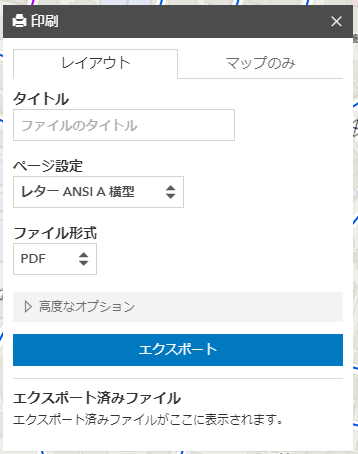 印刷
レイアウト
マップのみ
タイトル
ファイルのタイトル
ページ設定
レター ANSI A 横型
ファイル形式
PDF
高度なオプション
エクスポート
エクスポート済みファイル
エクスポート済みファイルがここに表示されます。